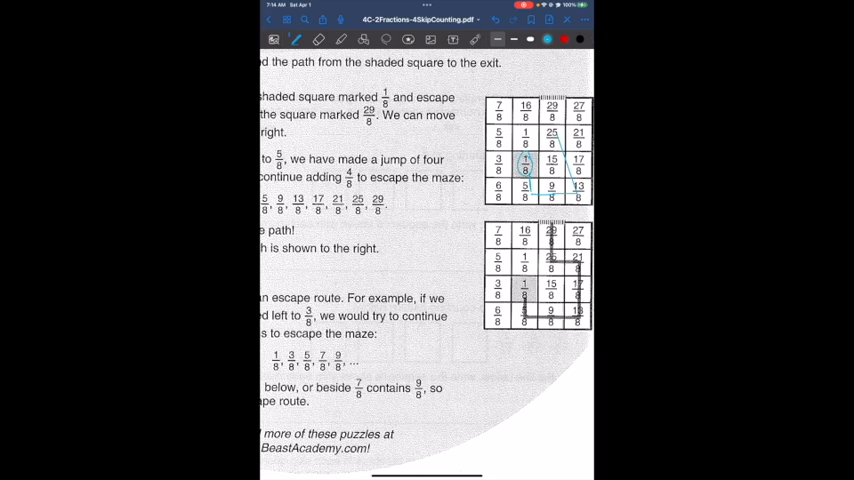 7:14 AM Sat Apr 1
100%
4C-2Fractions-4SkipCounting.pdf
d the path from the shaded square to the exit.
shaded square marked 1/8 and escape
the square marked 29/8. We can move
right.
to 5/8, we have made a jump of four
continue adding 4/8 to escape the maze:
5/8, 9/8, 13/8, 17/8, 21/8, 25/8, 29/8.
e path!
h is shown to the right.
an escape route. For example, if we
ed left to 3/8, we would try to continue
s to escape the maze:
1/8, 3/8, 5/8, 7/8, 9/8, ...
below, or beside 7/8 contains 9/8, so
ape route.
more of these puzzles at
BeastAcademy.com!
7/8 16/8 29/8 27/8
5/8 1/8 25/8 21/8
3/8 1/8 15/8 17/8
6/8 5/8 9/8 13/8
7/8 16/8 29/8 27/8
5/8 1/8 25/8 21/8
3/8 1/8 15/8 17/8
6/8 5/8 9/8 13/8